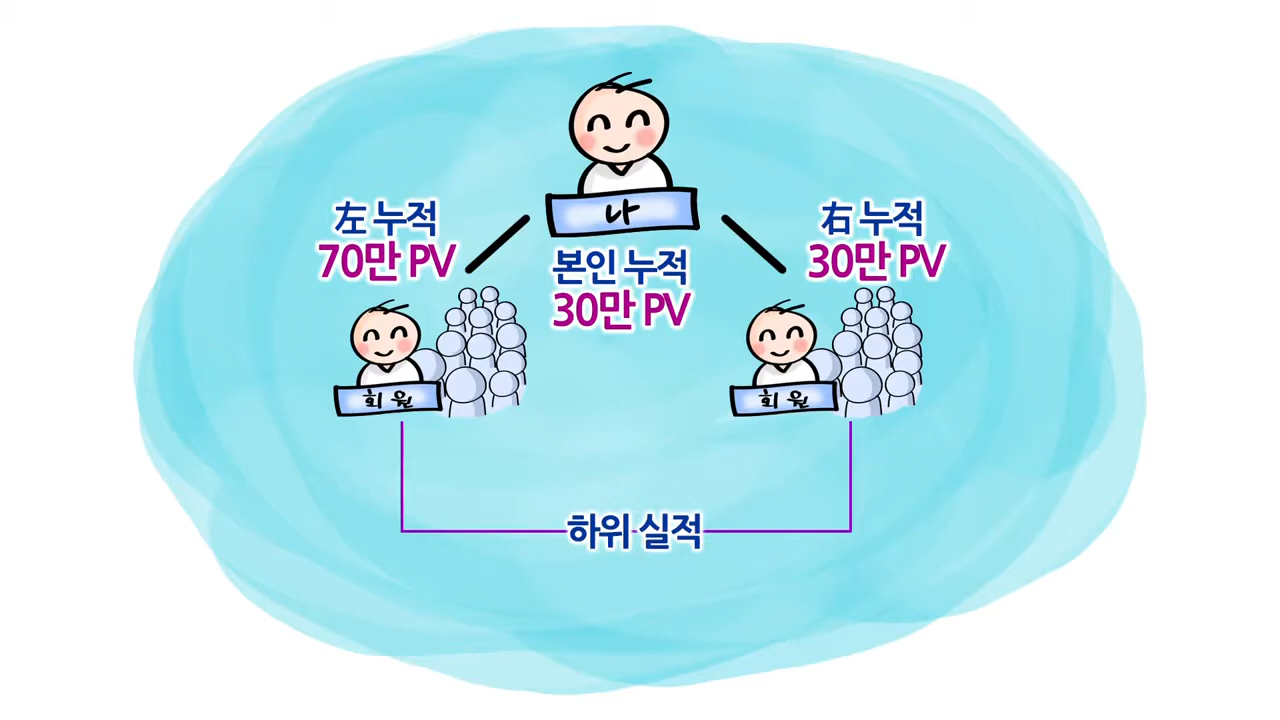 나
左 누적
70만 PV
본인 누적
30만 PV
右 누적
30만 PV
회원
회원
하위 실적